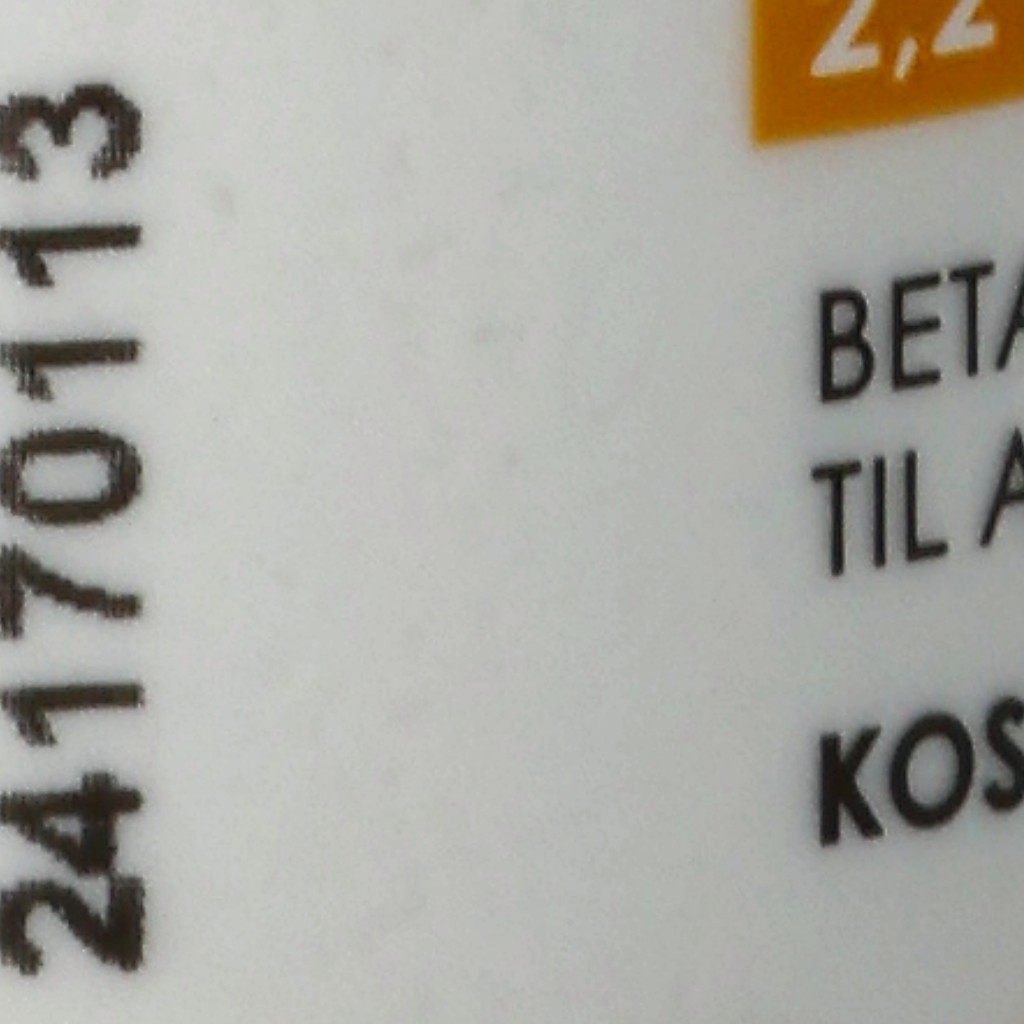 24170113
2,2
BETA
TIL A
KOS